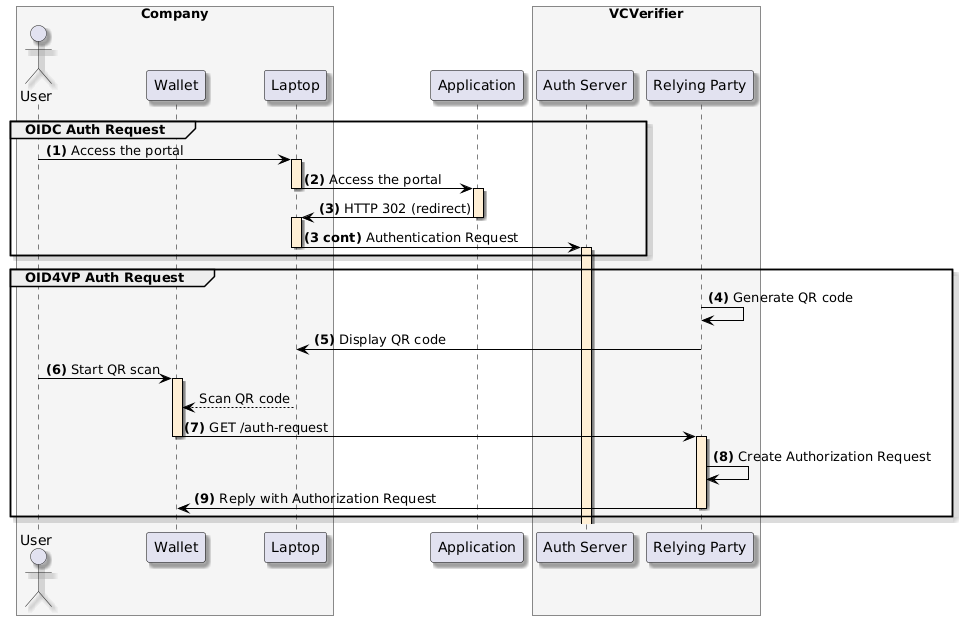 Company
VCVerifier
User
Wallet
Laptop
Application
Auth Server
Relying Party
OIDC Auth Request
(1) Access the portal
(2) Access the portal
(3) HTTP 302 (redirect)
(3 cont) Authentication Request
OID4VP Auth Request
(4) Generate QR code
(5) Display QR code
(6) Start QR scan
Scan QR code
(7) GET /auth-request
(8) Create Authorization Request
(9) Reply with Authorization Request
User
Wallet
Laptop
Application
Auth Server
Relying Party